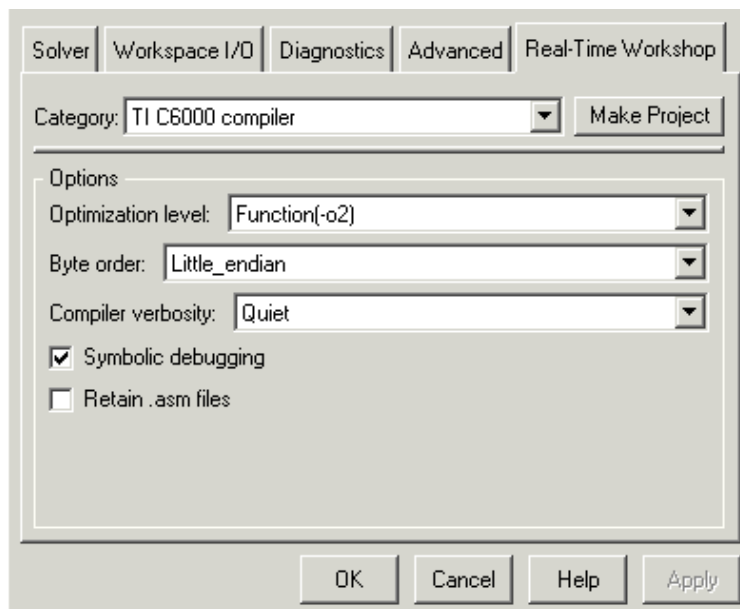 Solver Workspace I/O Diagnostics Advanced Real-Time Workshop
Category: TI C6000 compiler Make Project
Options
Optimization level: Function(-o2)
Byte order: Little_endian
Compiler verbosity: Quiet
Symbolic debugging
Retain .asm files
OK Cancel Help Apply